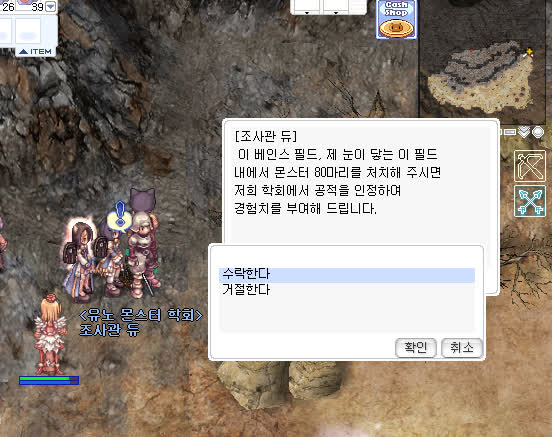 26
39
ITEM
Cash Shop
[조사관 듀]
이 베인스 필드, 제 눈이 닿는 이 필드
내에서 몬스터 80마리를 처치해 주시면
저희 학회에서 공적을 인정하여
경험치를 부여해 드립니다.
수락한다
거절한다
확인
취소
<유노 몬스터 학회>
조사관 듀